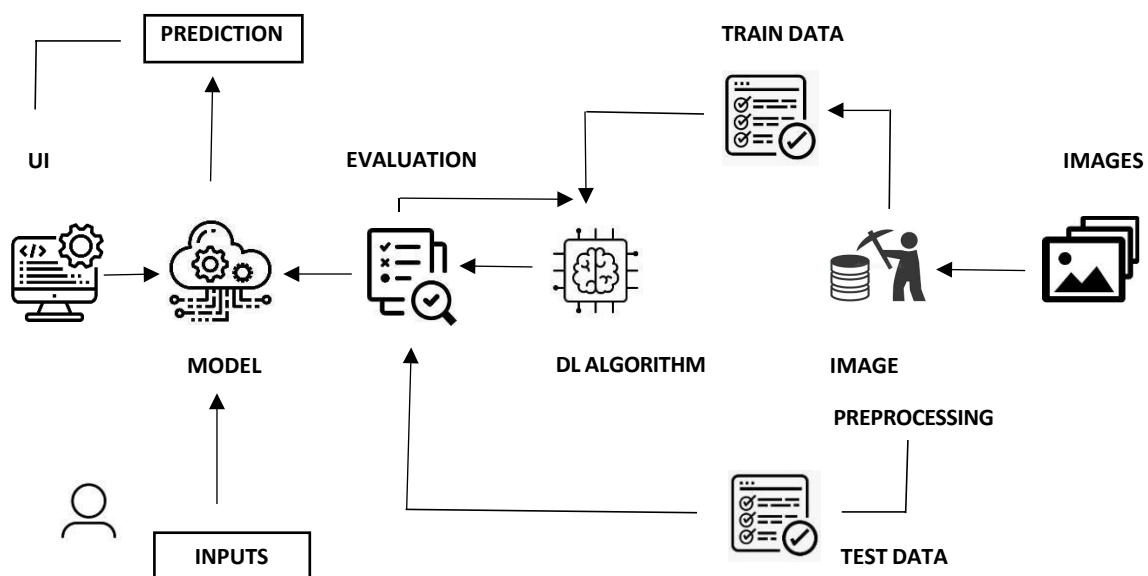 PREDICTION
TRAIN DATA
UI
EVALUATION
IMAGES
</>
MODEL
DL ALGORITHM
IMAGE
PREPROCESSING
INPUTS
TEST DATA